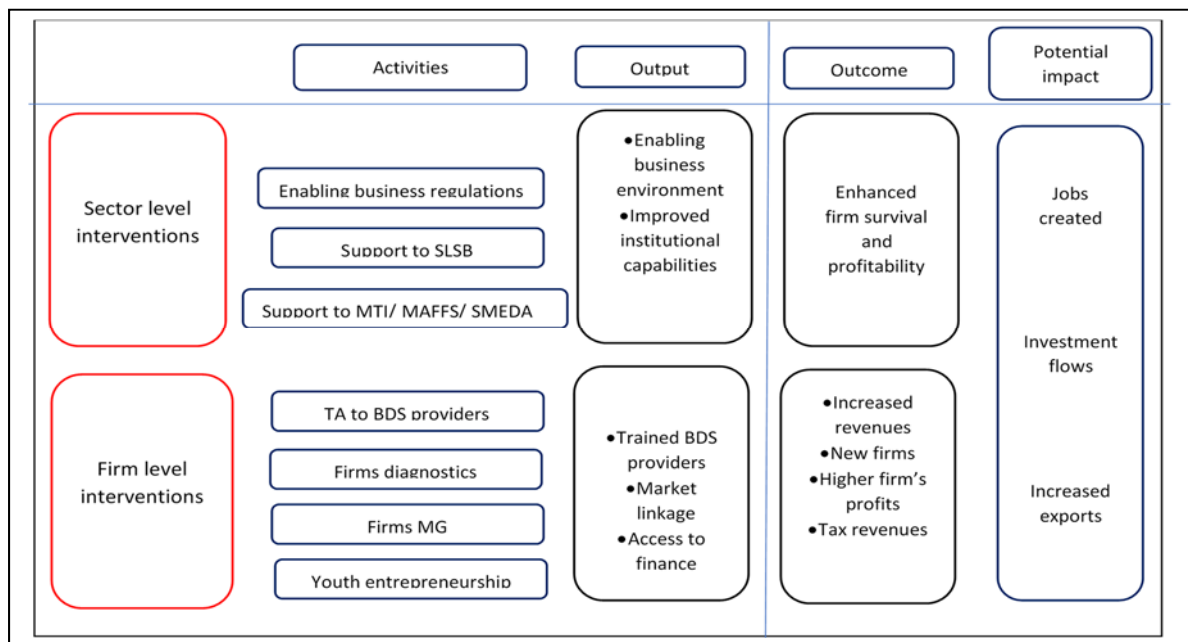 Activities
Output
Outcome
Potential
impact
Sector level
interventions
Enabling business regulations
Support to SLSB
Support to MTI/ MAFFS/ SMEDA
●Enabling
business
environment
●Improved
institutional
capabilities
Enhanced
firm survival
and
profitability
Jobs
created
Investment
flows
Increased
exports
Firm level
interventions
TA to BDS providers
Firms diagnostics
Firms MG
Youth entrepreneurship
●Trained BDS
providers
●Market
linkage
●Access to
finance
●Increased
revenues
●New firms
●Higher firm's
profits
●Tax revenues